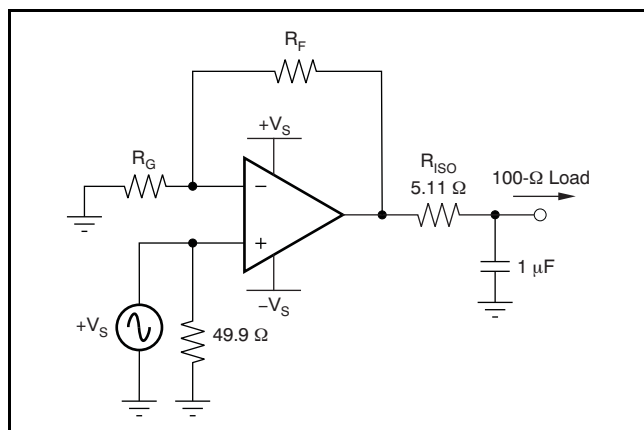 R_F
+V_S
R_G
R_ISO
5.11 Ω
100-Ω Load
−
+
1 μF
−V_S
+V_S
49.9 Ω